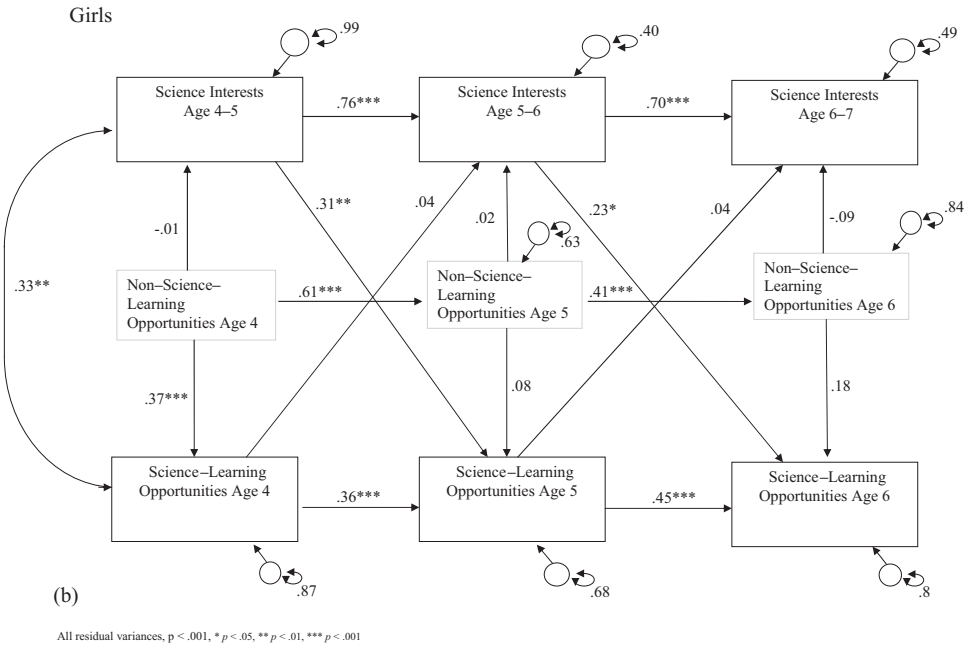 Girls
.99
.40
.49
Science Interests
Age 4–5
.76***
Science Interests
Age 5–6
.70***
Science Interests
Age 6–7
-.01
.31**
.04
.02
.63
.23*
.04
-.09
.84
.33**
Non–Science–
Learning
Opportunities Age 4
.61***
Non–Science–
Learning
Opportunities Age 5
.41***
Non–Science–
Learning
Opportunities Age 6
.37***
.08
.18
Science–Learning
Opportunities Age 4
.36***
Science–Learning
Opportunities Age 5
.45***
Science–Learning
Opportunities Age 6
.87
.68
.8
(b)
All residual variances, p < .001, * p < .05, ** p < .01, *** p < .001